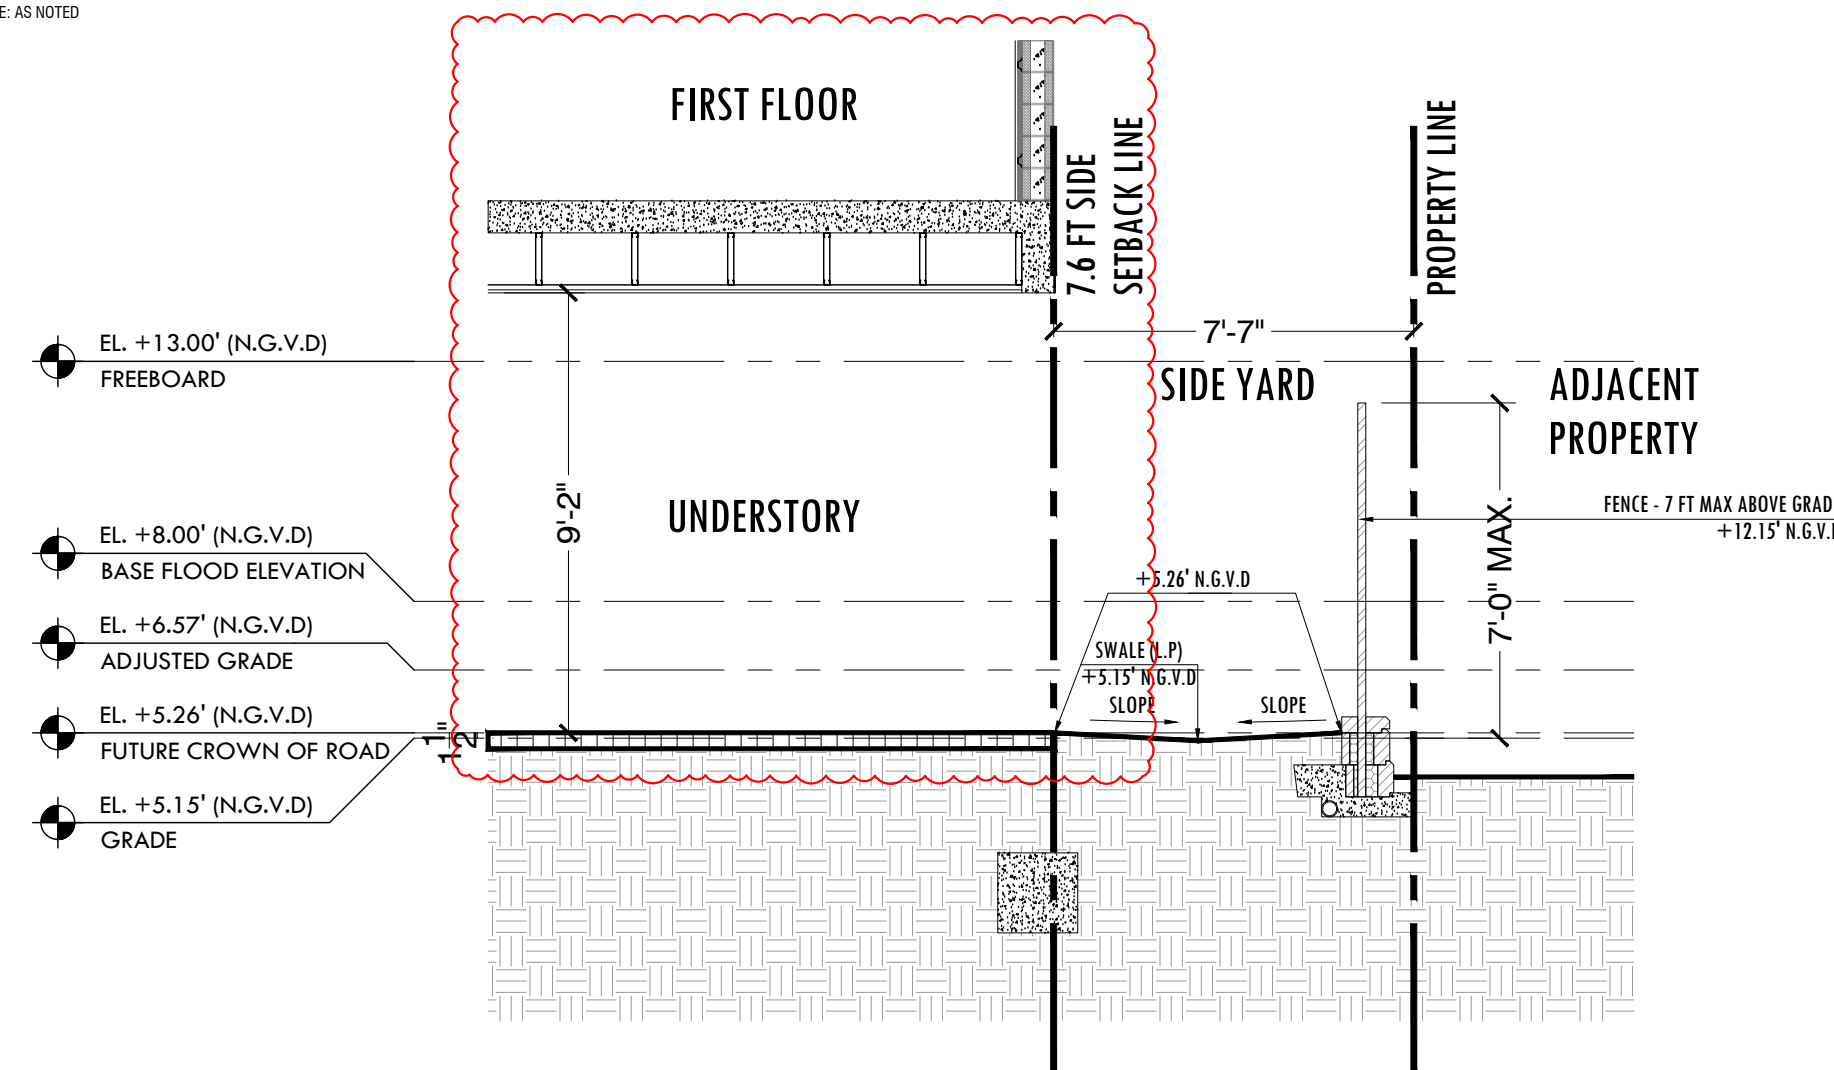 E: AS NOTED
FIRST FLOOR
7.6 FT SIDE
SETBACK LINE
PROPERTY LINE
7'-7"
EL. +13.00' (N.G.V.D)
FREEBOARD
SIDE YARD
ADJACENT
PROPERTY
9'-2"
UNDERSTORY
7'-0" MAX.
FENCE - 7 FT MAX ABOVE GRAD
+12.15' N.G.V.
EL. +8.00' (N.G.V.D)
BASE FLOOD ELEVATION
+5.26' N.G.V.D
EL. +6.57' (N.G.V.D)
ADJUSTED GRADE
SWALE (L.P)
+5.15' N.G.V.D
SLOPE
SLOPE
EL. +5.26' (N.G.V.D)
FUTURE CROWN OF ROAD
1"
2
EL. +5.15' (N.G.V.D)
GRADE